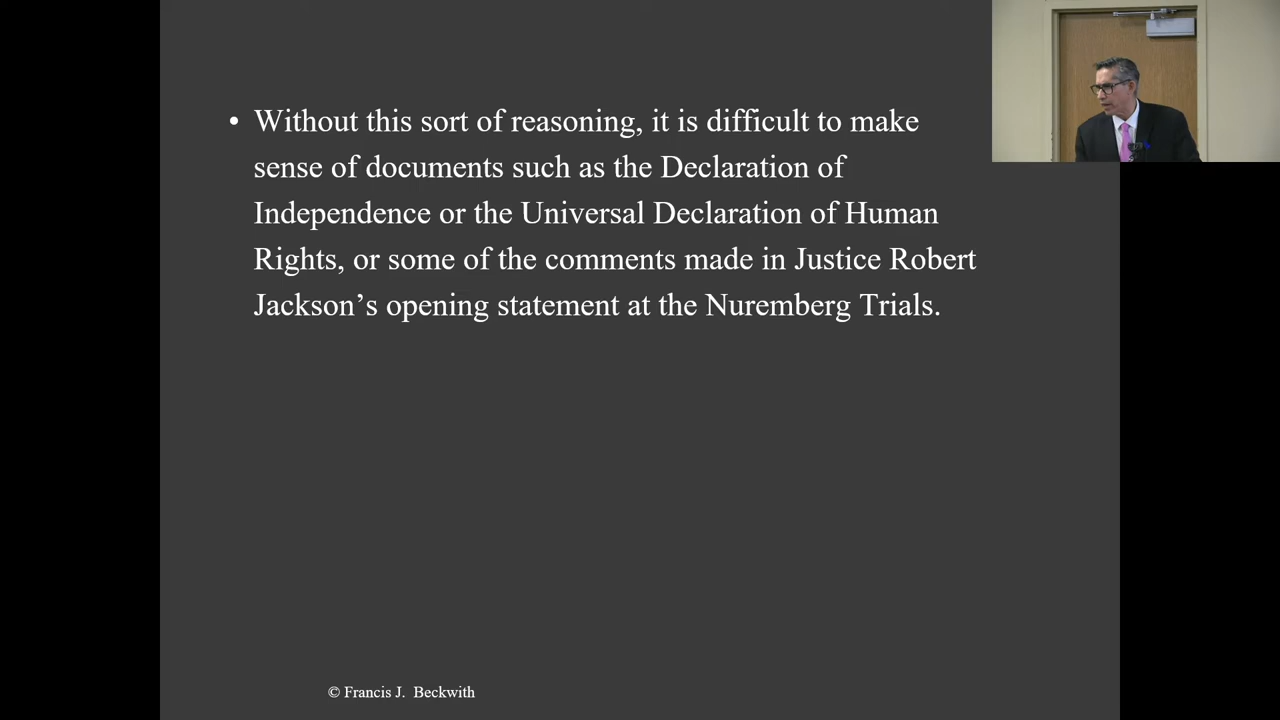 • Without this sort of reasoning, it is difficult to make
sense of documents such as the Declaration of
Independence or the Universal Declaration of Human
Rights, or some of the comments made in Justice Robert
Jackson’s opening statement at the Nuremberg Trials.
© Francis J. Beckwith